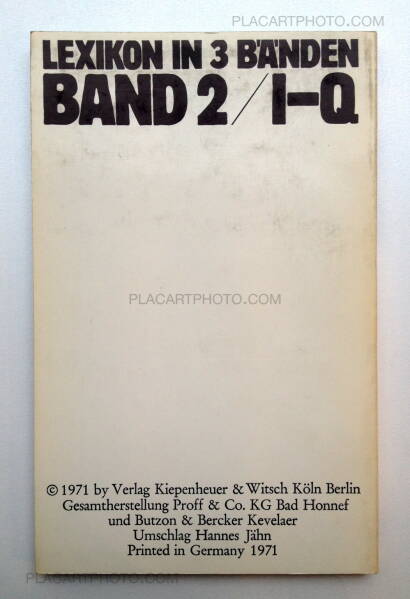 PLACARTPHOTO.COM
LEXIKON IN 3 BÄNDEN
BAND 2 / I–Q
PLACARTPHOTO.COM
© 1971 by Verlag Kiepenheuer & Witsch Köln Berlin
Gesamtherstellung Proff & Co. KG Bad Honnef
und Butzon & Bercker Kevelaer
Umschlag Hannes Jähn
Printed in Germany 1971
PLACARTPHOTO.COM